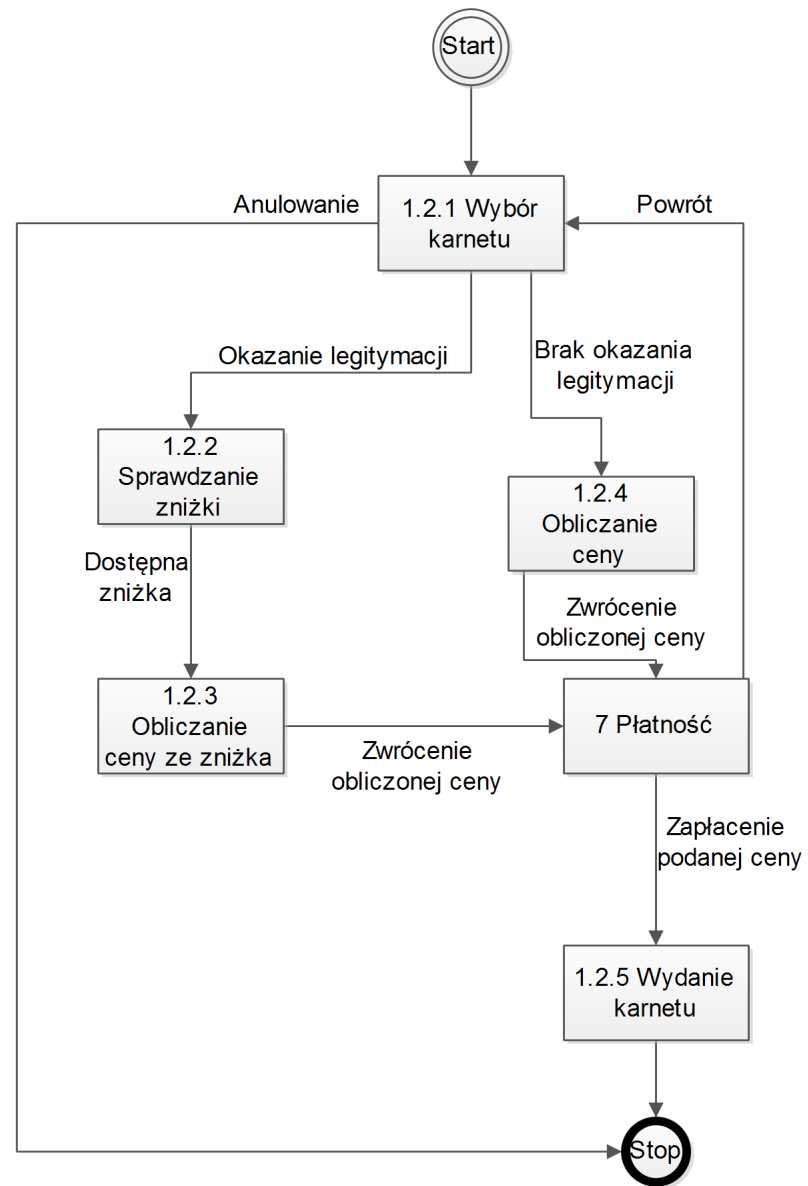 Start
Anulowanie
1.2.1 Wybór
karnetu
Powrót
Okazanie legitymacji
Brak okazania
legitymacji
1.2.2
Sprawdzanie
zniżki
1.2.4
Obliczanie
ceny
Dostępna
zniżka
Zwrócenie
obliczonej ceny
1.2.3
Obliczanie
ceny ze zniżka
7 Płatność
Zwrócenie
obliczonej ceny
Zapłacenie
podanej ceny
1.2.5 Wydanie
karnetu
Stop